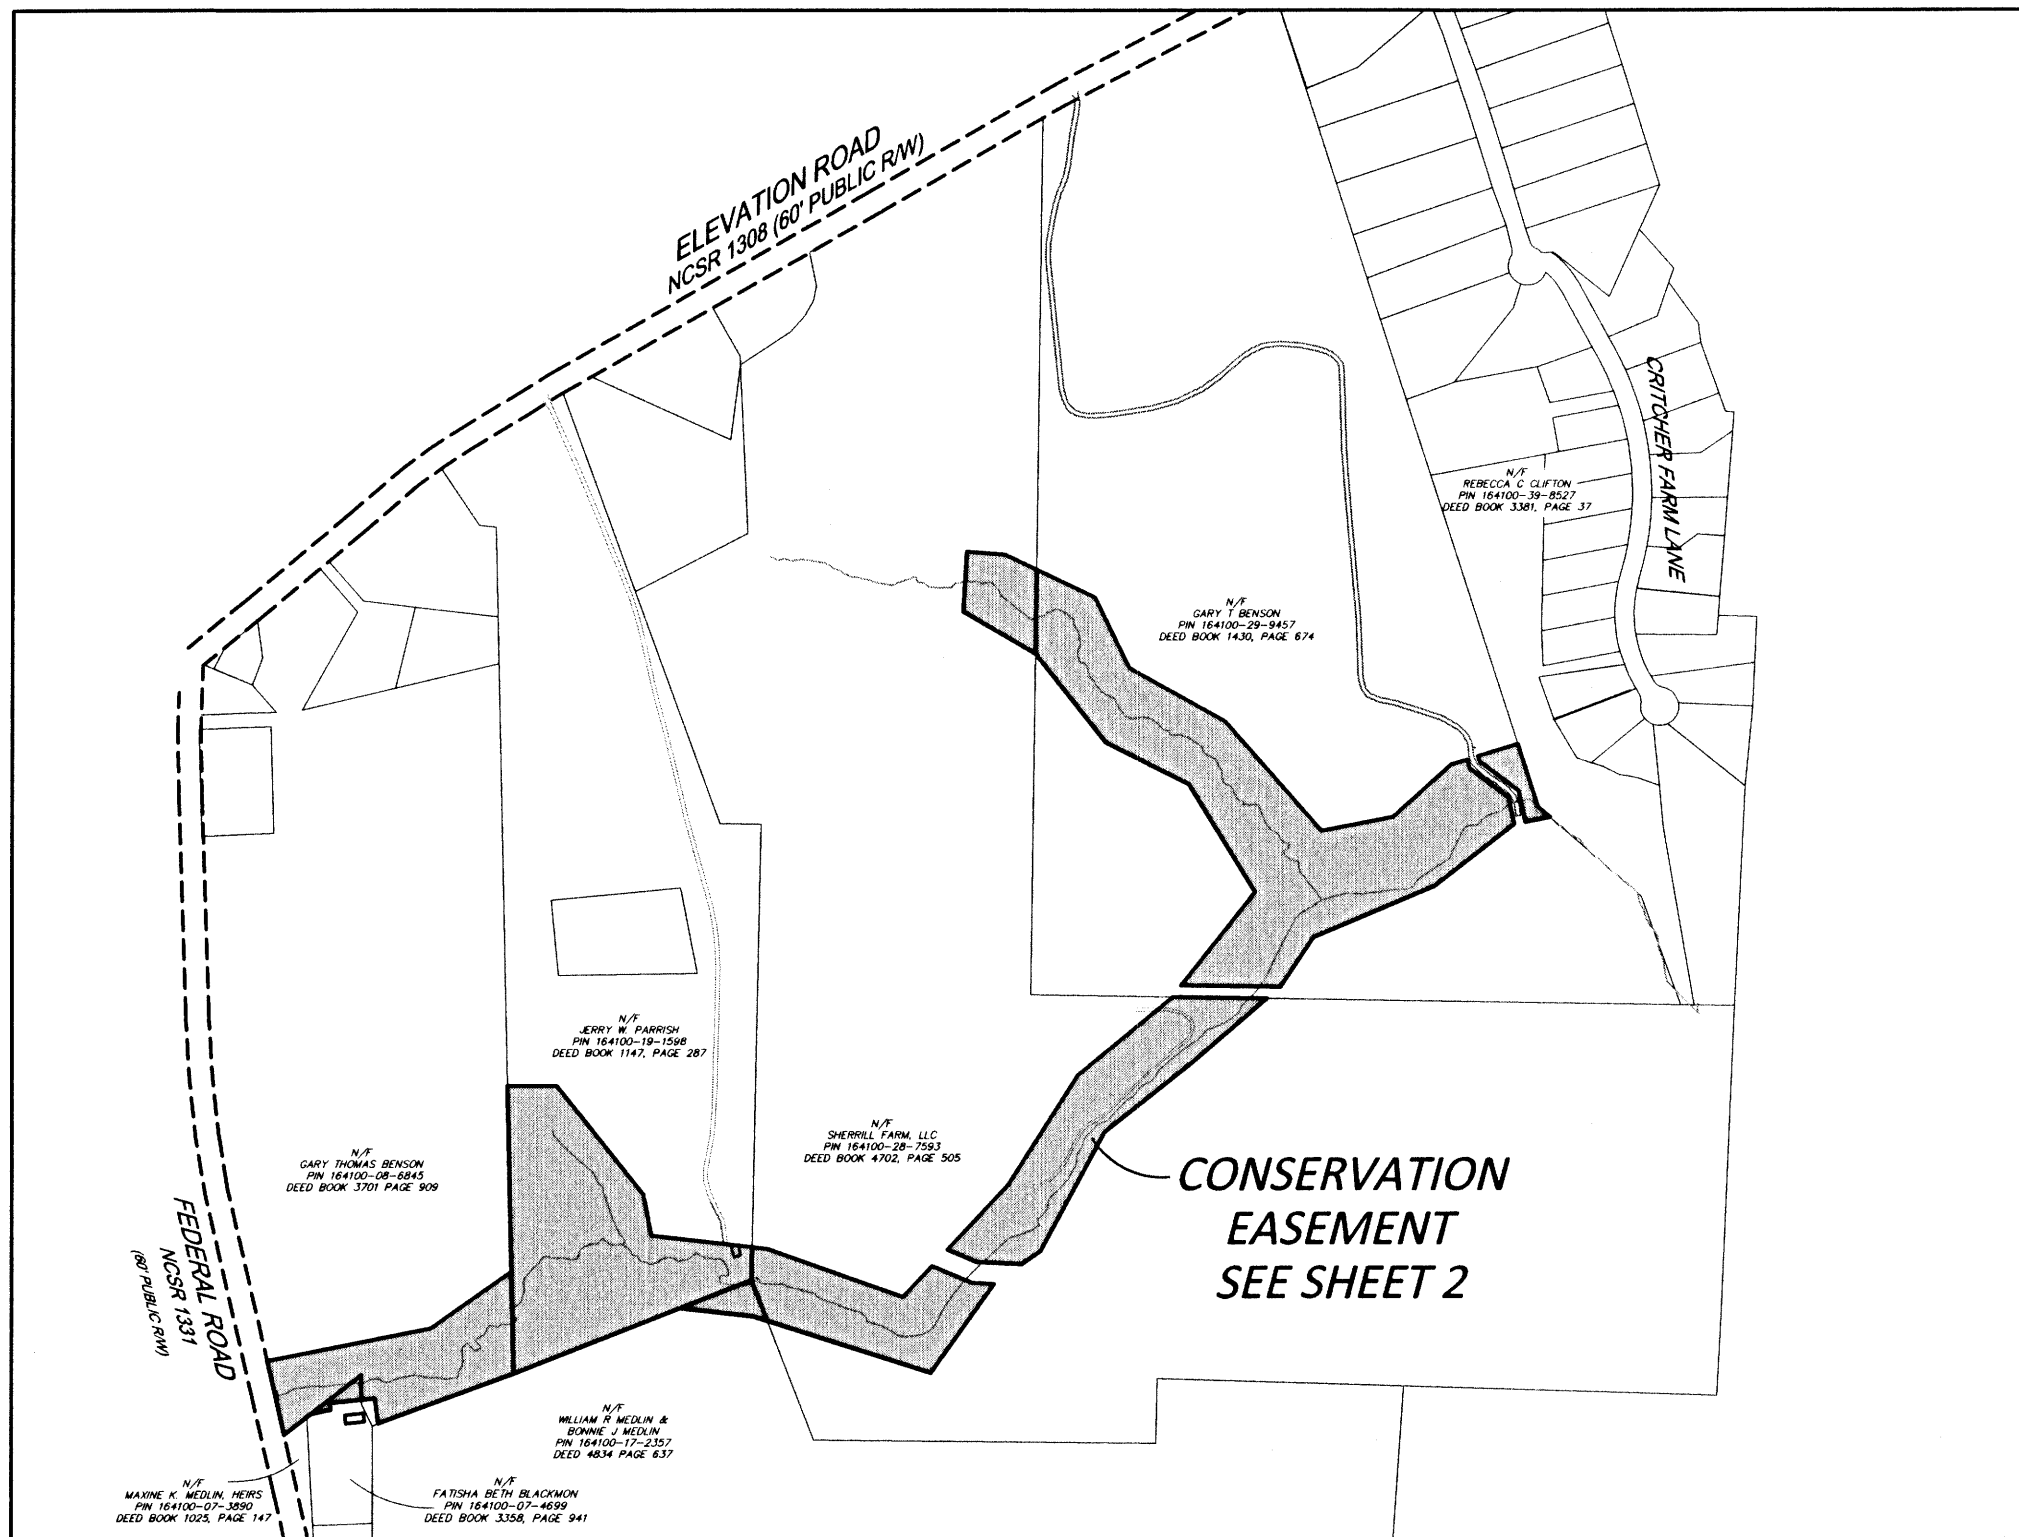 ELEVATION ROAD
NCSR 1308 (60' PUBLIC R/W)
CRITCHER FARM LANE
N/F
REBECCA C CLIFTON
PIN 164100-39-8527
DEED BOOK 3381, PAGE 37
N/F
GARY T BENSON
PIN 164100-29-9457
DEED BOOK 1430, PAGE 674
N/F
JERRY W. PARRISH
PIN 164100-19-1598
DEED BOOK 1147, PAGE 287
N/F
SHERRILL FARM, LLC
PIN 164100-28-7593
DEED BOOK 4702, PAGE 505
N/F
GARY THOMAS BENSON
PIN 164100-08-6845
DEED BOOK 3701 PAGE 909
CONSERVATION
EASEMENT
SEE SHEET 2
FEDERAL ROAD
NCSR 1331
(60' PUBLIC R/W)
N/F
WILLIAM R MEDLIN &
BONNIE J MEDLIN
PIN 164100-17-2357
DEED 4834 PAGE 637
N/F
MAXINE K. MEDLIN, HEIRS
PIN 164100-07-3890
DEED BOOK 1025, PAGE 147
N/F
FATISHA BETH BLACKMON
PIN 164100-07-4699
DEED BOOK 3358, PAGE 941